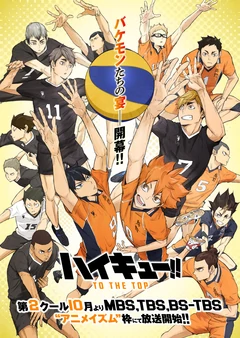 バケモンたちの宴――開幕!!
ハイキュー!!
TO THE TOP
第2クール10月よりMBS,TBS,BS-TBS
"アニメイズム"枠にて放送開始!!
11